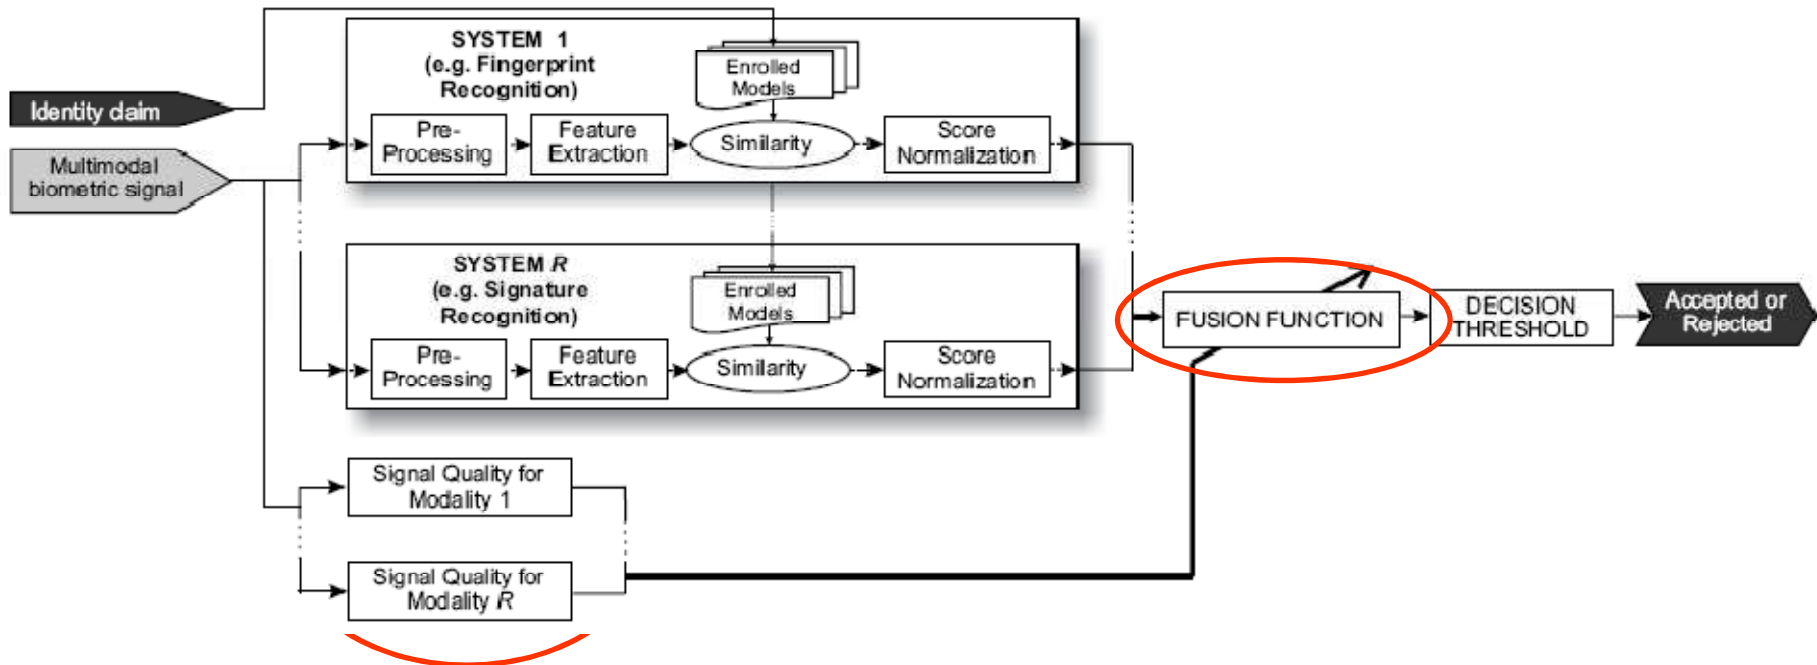 Identity claim
Multimodal
biometric signal
SYSTEM 1
(e.g. Fingerprint
Recognition)
Enrolled
Models
Pre-
Processing
Feature
Extraction
Similarity
Score
Normalization
SYSTEM R
(e.g. Signature
Recognition)
Enrolled
Models
Pre-
Processing
Feature
Extraction
Similarity
Score
Normalization
Signal Quality for
Modality 1
Signal Quality for
Modality R
FUSION FUNCTION
DECISION
THRESHOLD
Accepted or
Rejected